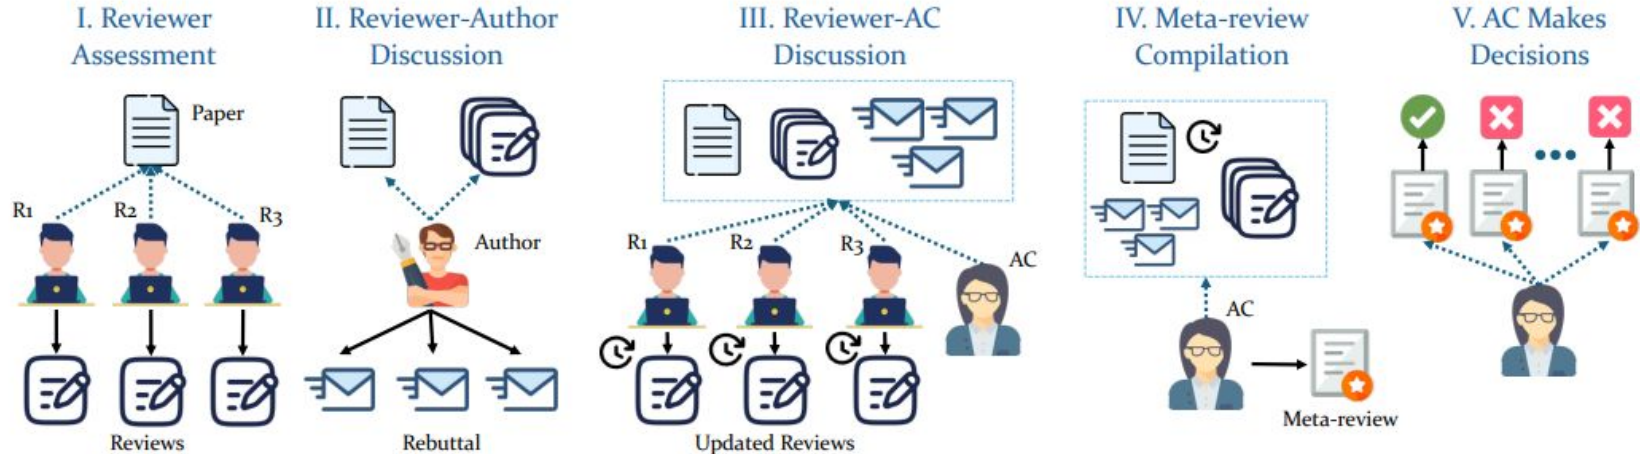 I. Reviewer
Assessment
Paper
R1
R2
R3
Reviews
II. Reviewer-Author
Discussion
Author
Rebuttal
III. Reviewer-AC
Discussion
R1
R2
R3
AC
Updated Reviews
IV. Meta-review
Compilation
AC
Meta-review
V. AC Makes
Decisions